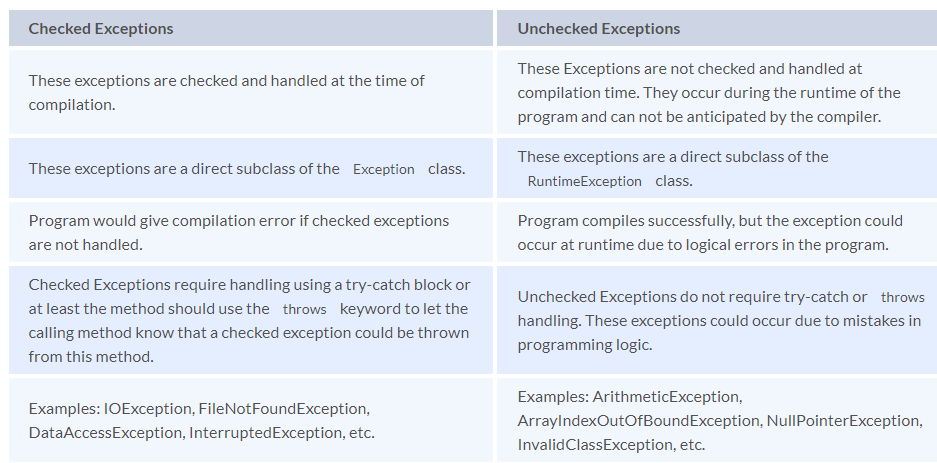 Checked Exceptions
Unchecked Exceptions
These exceptions are checked and handled at the time of
compilation.
These Exceptions are not checked and handled at
compilation time. They occur during the runtime of the
program and can not be anticipated by the compiler.
These exceptions are a direct subclass of the Exception class.
These exceptions are a direct subclass of the
RuntimeException class.
Program would give compilation error if checked exceptions
are not handled.
Program compiles successfully, but the exception could
occur at runtime due to logical errors in the program.
Checked Exceptions require handling using a try-catch block or
at least the method should use the throws keyword to let the
calling method know that a checked exception could be thrown
from this method.
Unchecked Exceptions do not require try-catch or throws
handling. These exceptions could occur due to mistakes in
programming logic.
Examples: IOException, FileNotFoundException,
DataAccessException, InterruptedException, etc.
Examples: ArithmeticException,
ArrayIndexOutOfBoundException, NullPointerException,
InvalidClassException, etc.